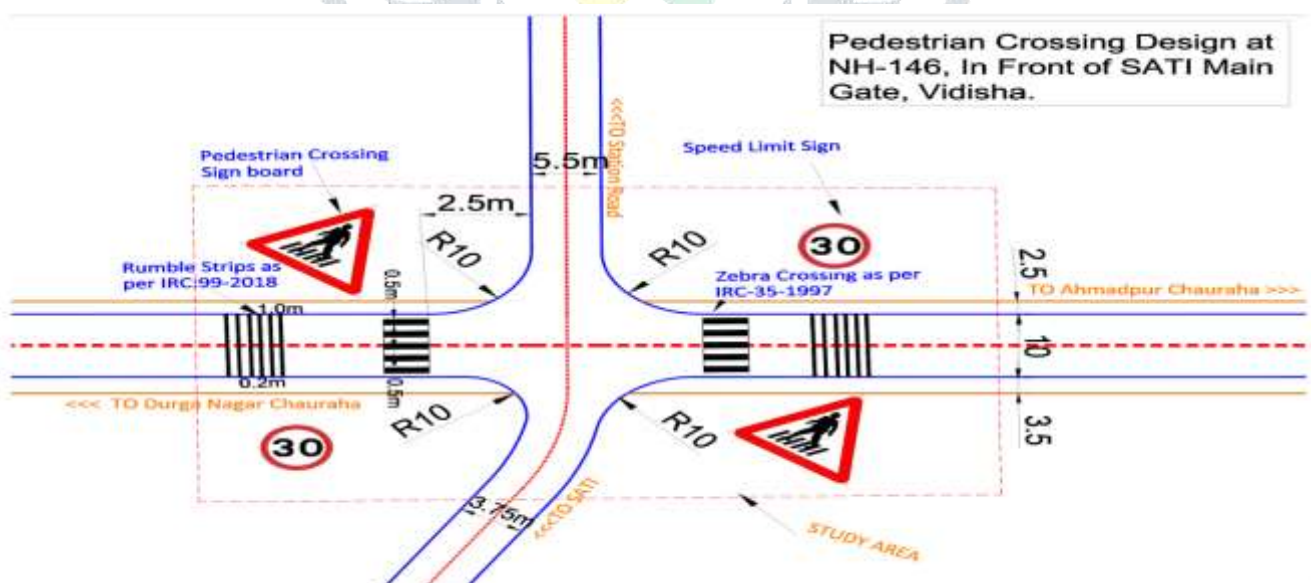 Pedestrian Crossing Design at
NH-146, In Front of SATI Main
Gate, Vidisha.
<<<TO Station Road
Pedestrian Crossing
Sign board
5.5m
Speed Limit Sign
2.5m
R10
R10
30
Rumble Strips as
per IRC:99-2018
0.5m
Zebra Crossing as per
IRC-35-1997
2.5
TO Ahmadpur Chauraha >>>
1.0m
10
0.2m
0.5m
<<< TO Durga Nagar Chauraha
R10
R10
3.5
30
3.75m
<<<TO SATI
STUDY AREA